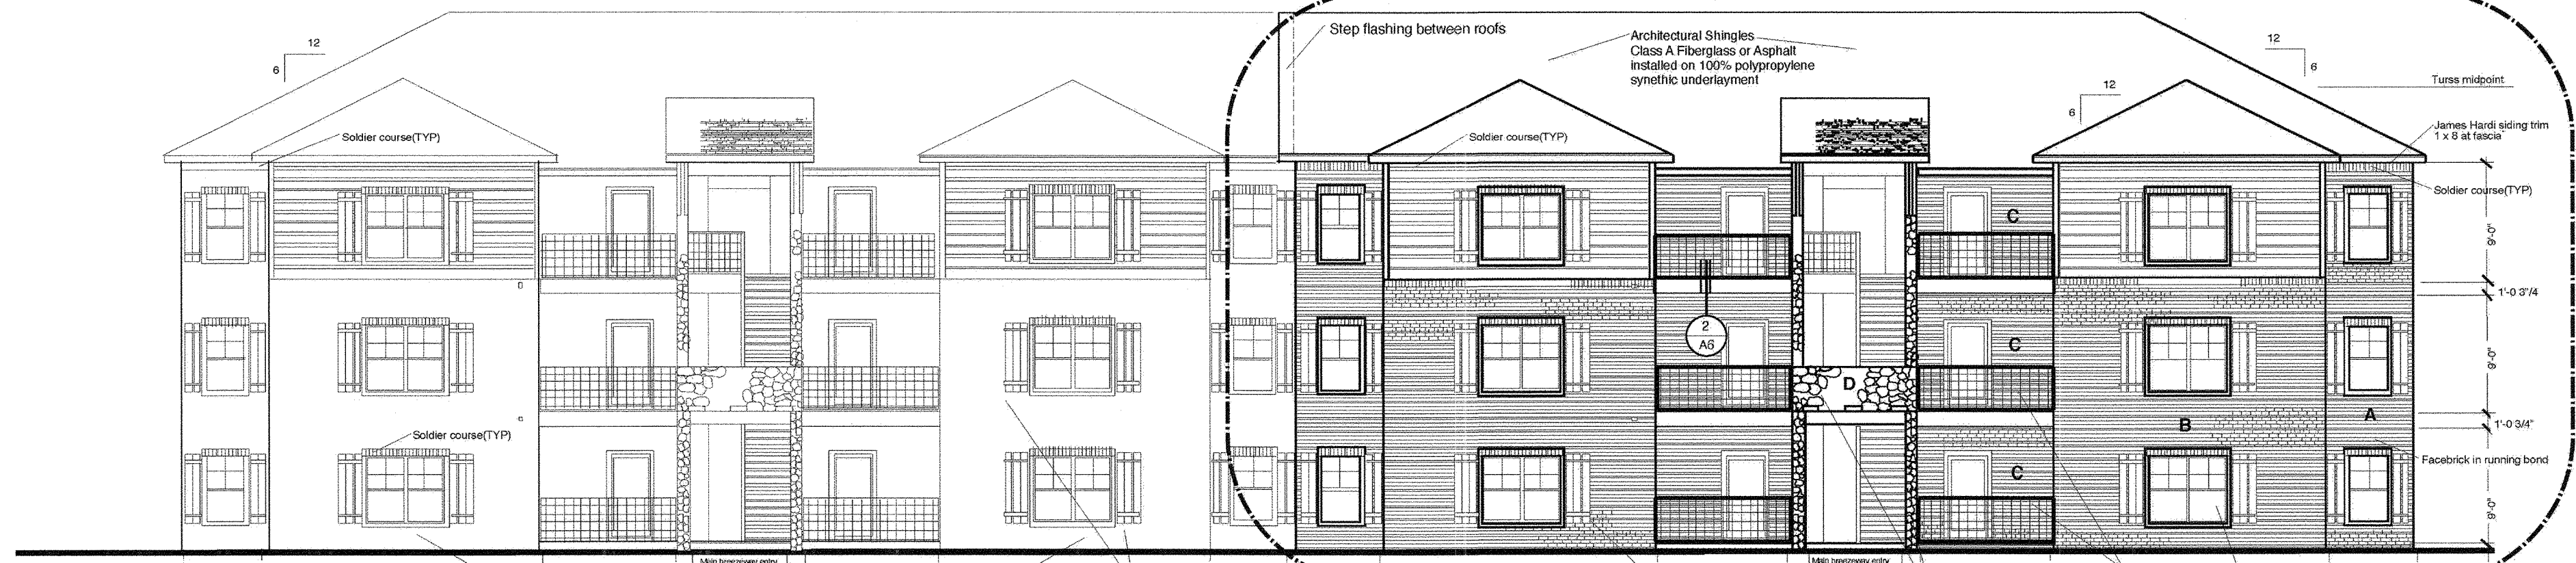 12
6
Soldier course(TYP)
Soldier course(TYP)
Main breezeway entry
Step flashing between roofs
Architectural Shingles
Class A Fiberglass or Asphalt
installed on 100% polypropylene
synethic underlayment
Soldier course(TYP)
12
6
12
6
Turss midpoint
James Hardi siding trim
1 x 8 at fascia
Soldier course(TYP)
9'-0"
1'-0 3"/4
9'-0"
1'-0 3/4"
Facebrick in running bond
9'-0"
C
C
C
D
B
A
2
A6
Main breezeway entry